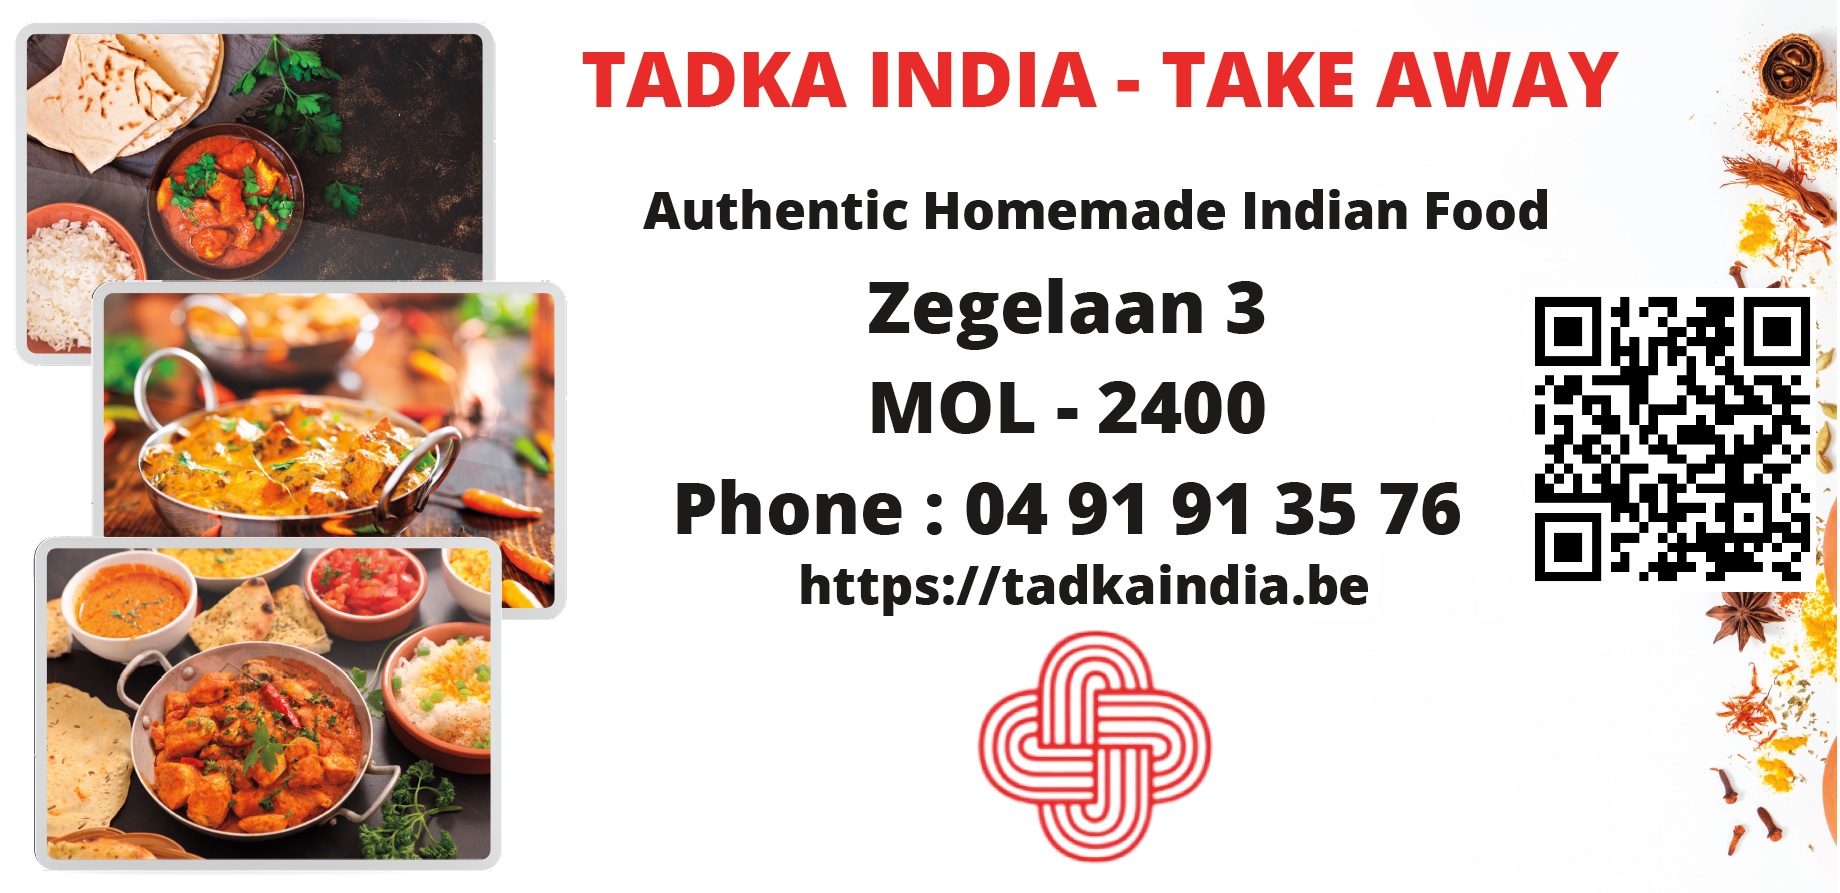 TADKA INDIA - TAKE AWAY
Authentic Homemade Indian Food
Zegelaan 3
MOL - 2400
Phone : 04 91 91 35 76
https://tadkaindia.be